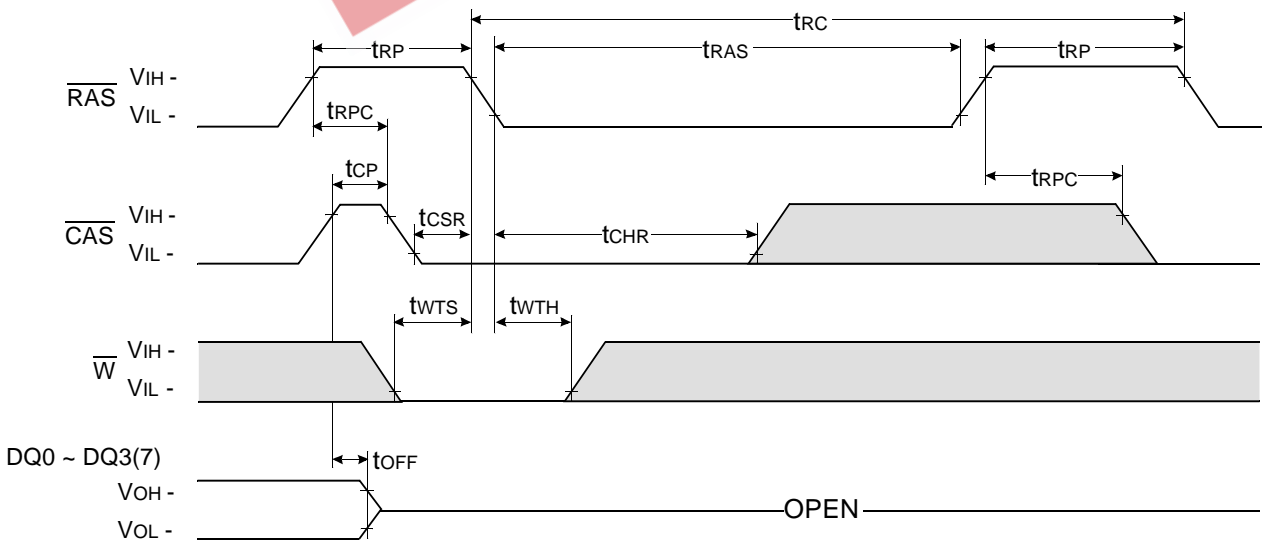 tRC
tRP
tRAS
tRP
RAS
VIH -
VIL -
tRPC
tCP
tRPC
CAS
VIH -
VIL -
tCSR
tCHR
tWTS
tWTH
W
VIH -
VIL -
DQ0 ~ DQ3(7)
tOFF
VOH -
VOL -
OPEN